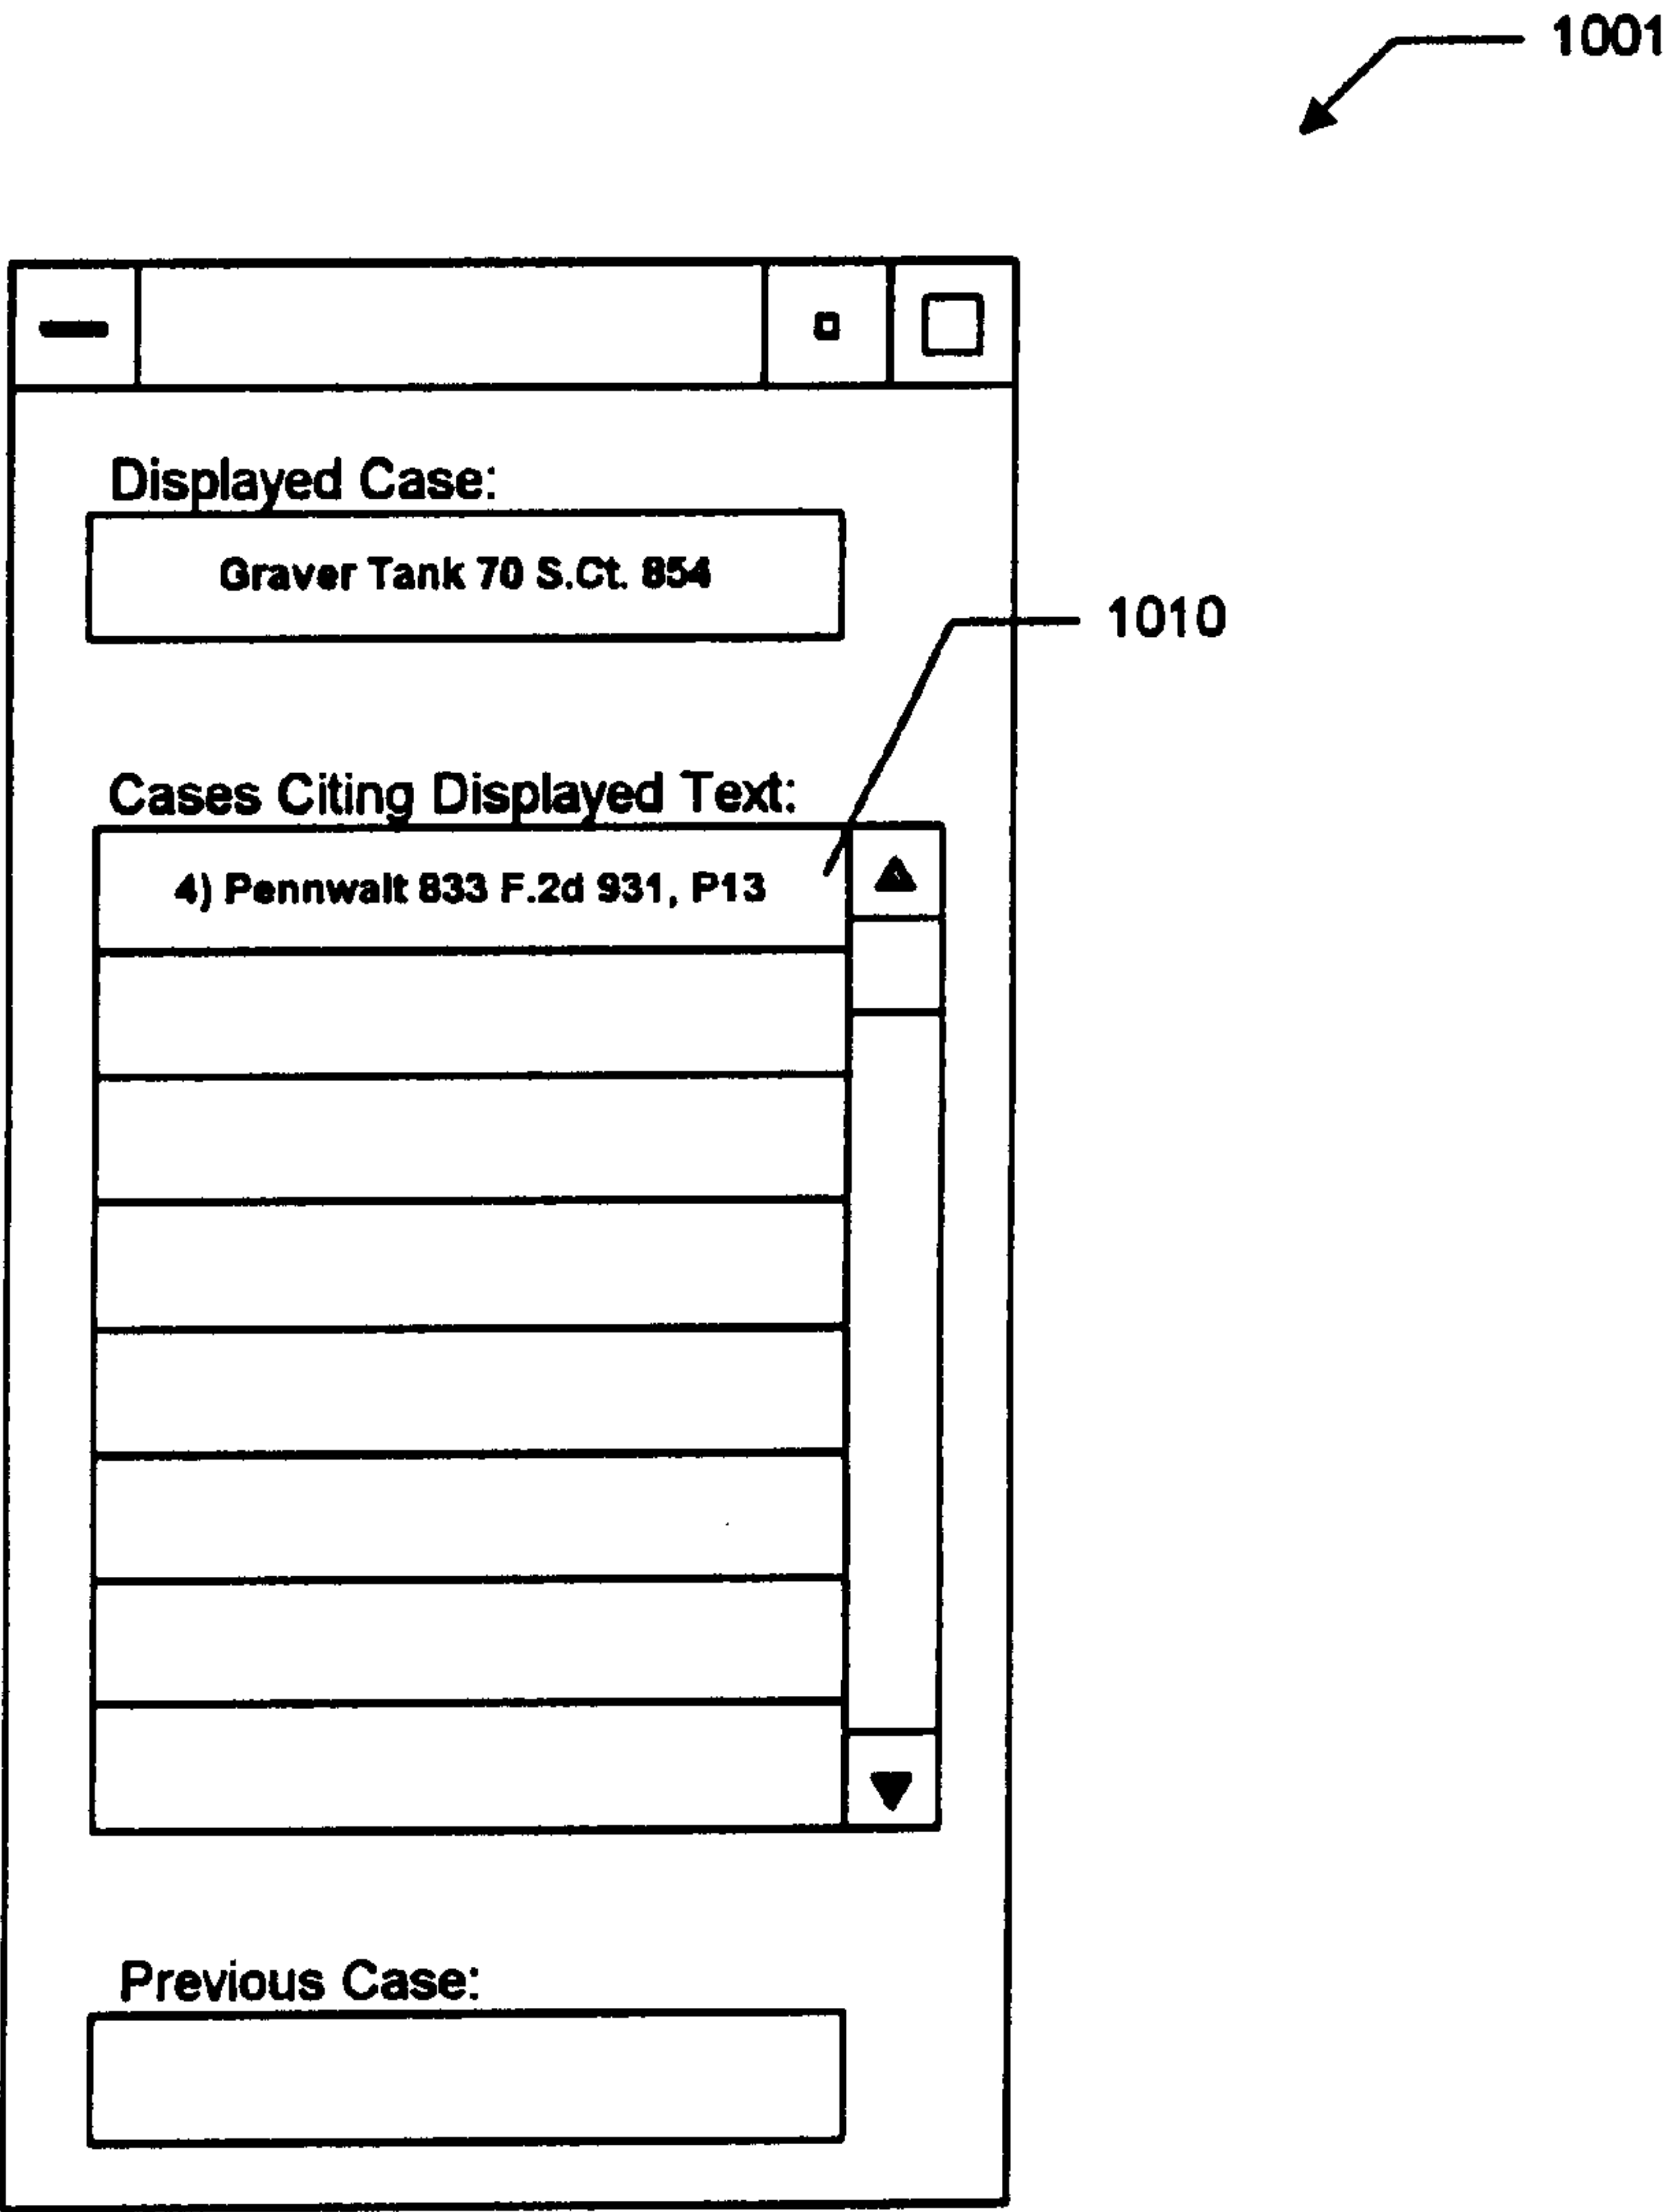 1001
Displayed Case:
Graver Tank 70 S.Ct. 854
1010
Cases Citing Displayed Text:
4) Pennwalt 833 F.2d 931, P13
Previous Case: